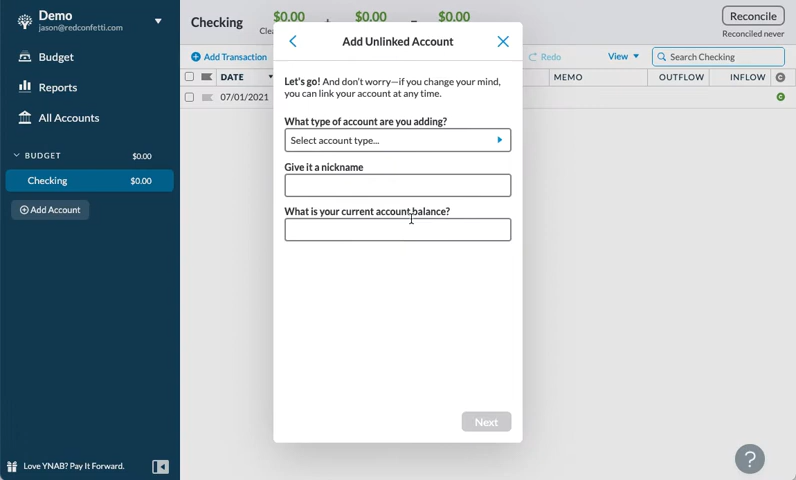 Demo
jason@redconfetti.com
Budget
Reports
All Accounts
BUDGET $0.00
Checking $0.00
Add Account
Love YNAB? Pay It Forward.
Checking
$0.00 $0.00 $0.00
Reconcile
Reconciled never
Add Transaction
Redo
View
Search Checking
DATE
MEMO
OUTFLOW
INFLOW
C
07/01/2021
C
Add Unlinked Account
Let's go! And don't worry—if you change your mind,
you can link your account at any time.
What type of account are you adding?
Select account type...
Give it a nickname
What is your current account balance?
Next
?